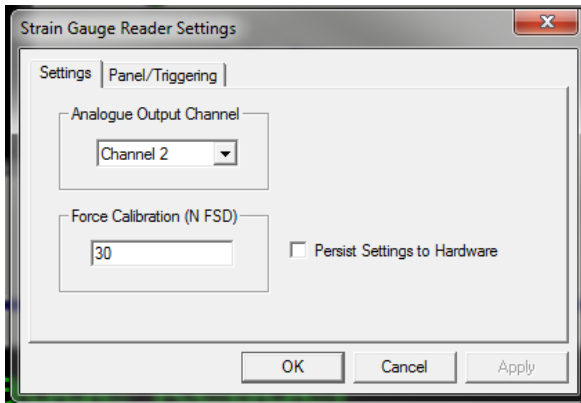 Strain Gauge Reader Settings
Settings
Panel/Triggering
Analogue Output Channel
Channel 2
Force Calibration (N FSD)
30
Persist Settings to Hardware
OK
Cancel
Apply